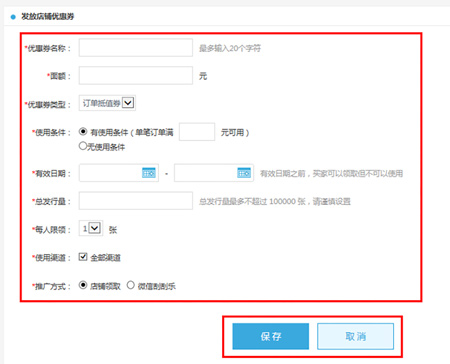 发放店铺优惠券
*优惠券名称： 最多输入20个字符
*面额： 元
*优惠券类型： 订单抵值券
*使用条件： 有使用条件（单笔订单满 元可用）
无使用条件
*有效日期： - 有效日期之前，买家可以领取但不可以使用
*总发行量： 总发行量最多不超过 100000 张，请谨慎设置
*每人限领： 1 张
*使用渠道： 全部渠道
*推广方式： 店铺领取 微信刮刮乐
保存 取消